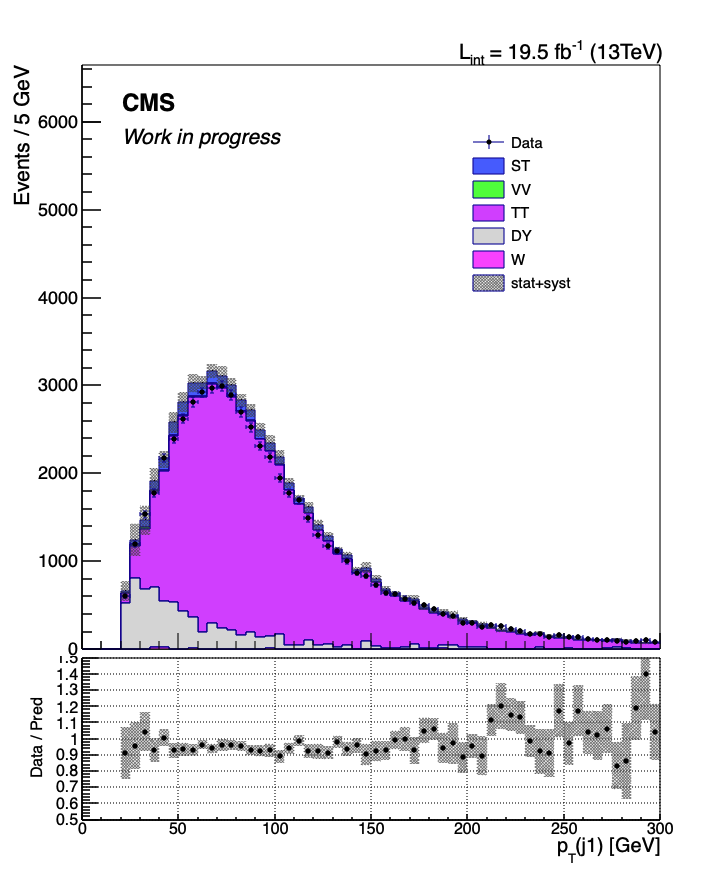 L_int = 19.5 fb⁻¹ (13TeV)
Events / 5 GeV
CMS
Work in progress
6000
5000
4000
3000
2000
1000
0
Data
ST
VV
TT
DY
W
stat+syst
Data / Pred
1.5
1.4
1.3
1.2
1.1
1
0.9
0.8
0.7
0.6
0.5
0 50 100 150 200 250 300
p_T(j1) [GeV]